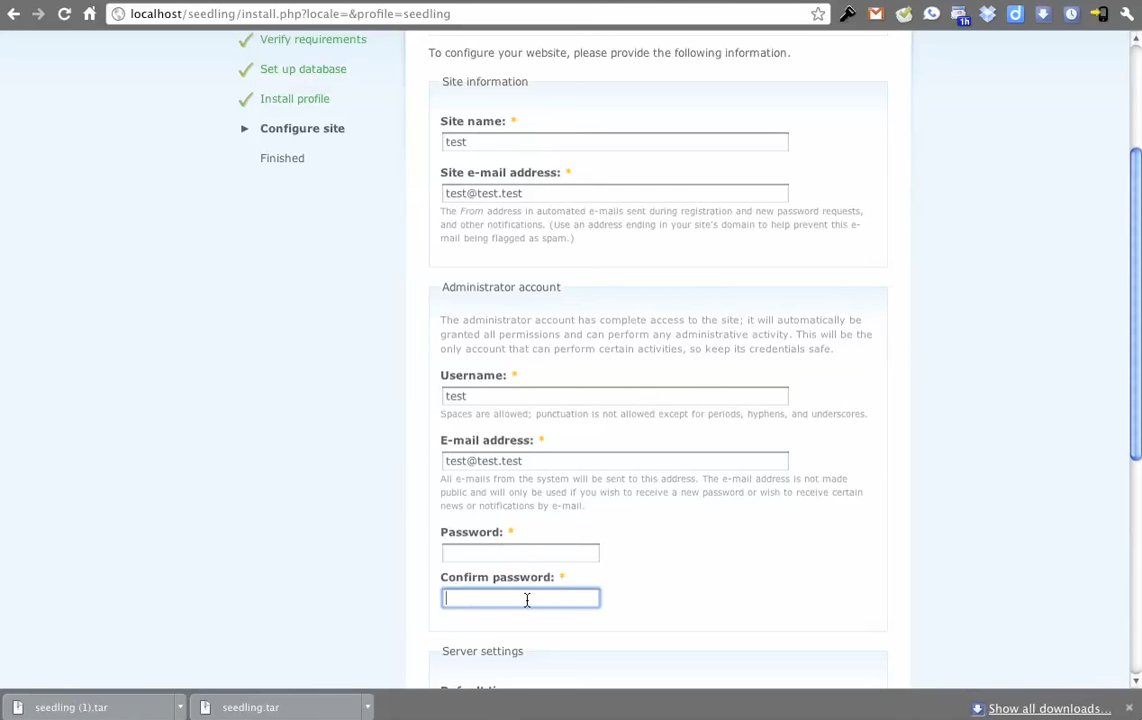 localhost/seedling/install.php?locale=&profile=seedling
1h
Verify requirements
Set up database
Install profile
Configure site
Finished
To configure your website, please provide the following information.
Site information
Site name: *
test
Site e-mail address: *
test@test.test
The From address in automated e-mails sent during registration and new password requests,
and other notifications. (Use an address ending in your site's domain to help prevent this e-
mail being flagged as spam.)
Administrator account
The administrator account has complete access to the site; it will automatically be
granted all permissions and can perform any administrative activity. This will be the
only account that can perform certain activities, so keep its credentials safe.
Username: *
test
Spaces are allowed; punctuation is not allowed except for periods, hyphens, and underscores.
E-mail address: *
test@test.test
All e-mails from the system will be sent to this address. The e-mail address is not made
public and will only be used if you wish to receive a new password or wish to receive certain
news or notifications by e-mail.
Password: *
Confirm password: *
Server settings
seedling (1).tar
seedling.tar
Show all downloads...